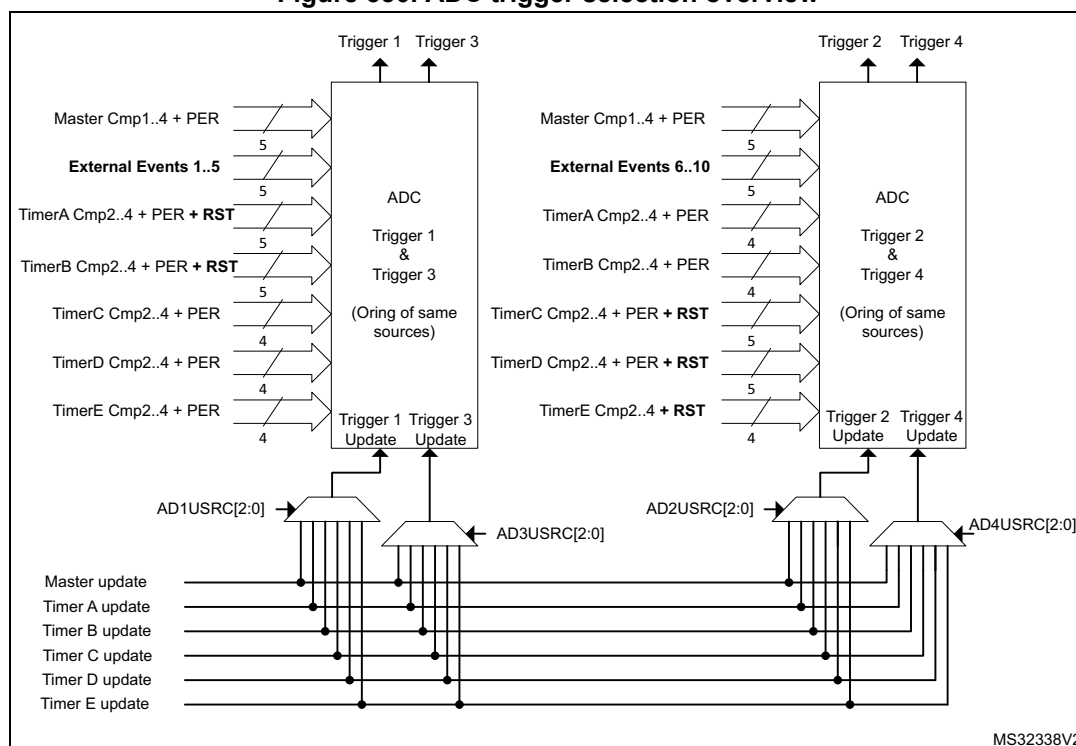 Trigger 1 Trigger 3
Master Cmp1..4 + PER
5
External Events 1..5
5
TimerA Cmp2..4 + PER + RST
5
TimerB Cmp2..4 + PER + RST
5
TimerC Cmp2..4 + PER
4
TimerD Cmp2..4 + PER
4
TimerE Cmp2..4 + PER
4
ADC
Trigger 1
&
Trigger 3
(Oring of same
sources)
Trigger 1 Trigger 3
Update Update
Trigger 2 Trigger 4
Master Cmp1..4 + PER
5
External Events 6..10
5
TimerA Cmp2..4 + PER
4
TimerB Cmp2..4 + PER
4
TimerC Cmp2..4 + PER + RST
5
TimerD Cmp2..4 + PER + RST
5
TimerE Cmp2..4 + RST
4
ADC
Trigger 2
&
Trigger 4
(Oring of same
sources)
Trigger 2 Trigger 4
Update Update
AD1USRC[2:0]
AD3USRC[2:0]
AD2USRC[2:0]
AD4USRC[2:0]
Master update
Timer A update
Timer B update
Timer C update
Timer D update
Timer E update
MS32338V2